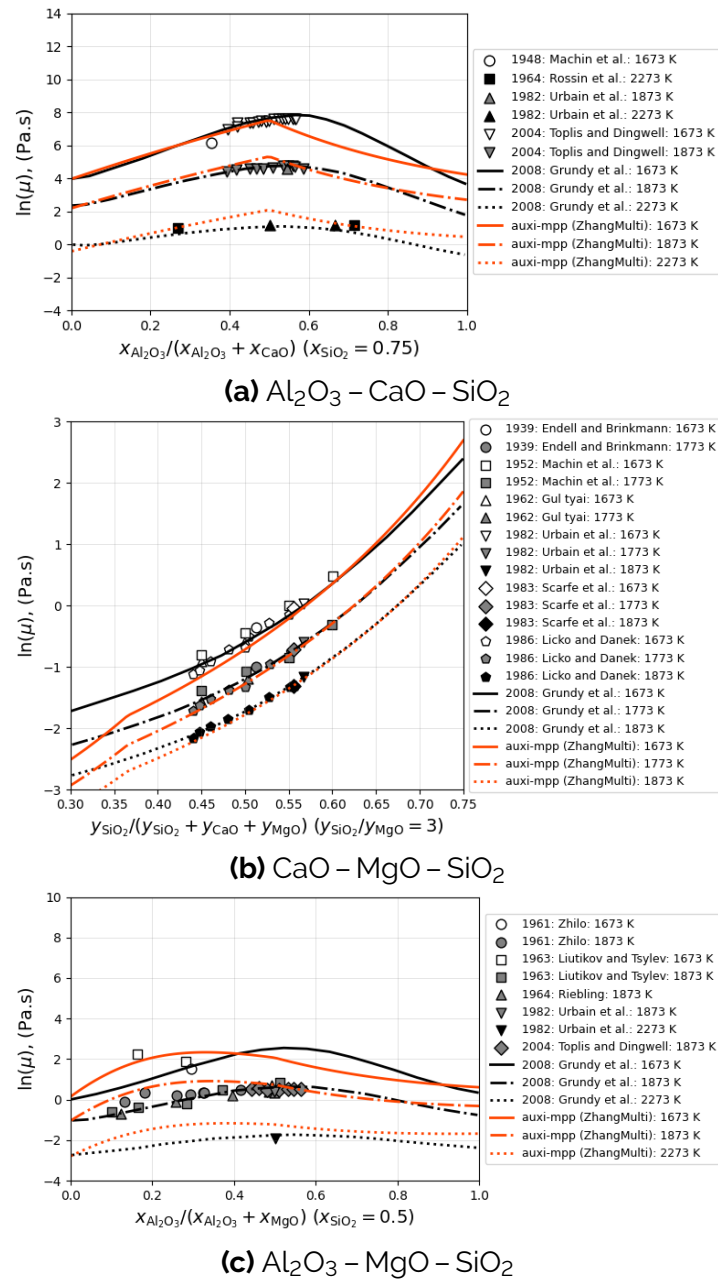 14
12
10
8
6
4
2
0
−2
−4
ln(μ), (Pa.s)
0.0 0.2 0.4 0.6 0.8 1.0
x_Al₂O₃/(x_Al₂O₃ + x_CaO) (x_SiO₂ = 0.75)
1948: Machin et al.: 1673 K
1964: Rossin et al.: 2273 K
1982: Urbain et al.: 1873 K
1982: Urbain et al.: 2273 K
2004: Toplis and Dingwell: 1673 K
2004: Toplis and Dingwell: 1873 K
2008: Grundy et al.: 1673 K
2008: Grundy et al.: 1873 K
2008: Grundy et al.: 2273 K
auxi-mpp (ZhangMulti): 1673 K
auxi-mpp (ZhangMulti): 1873 K
auxi-mpp (ZhangMulti): 2273 K
(a) Al₂O₃ – CaO – SiO₂
3
2
1
0
−1
−2
−3
ln(μ), (Pa.s)
0.30 0.35 0.40 0.45 0.50 0.55 0.60 0.65 0.70 0.75
y_SiO₂/(y_SiO₂ + y_CaO + y_MgO) (y_SiO₂/y_MgO = 3)
1939: Endell and Brinkmann: 1673 K
1939: Endell and Brinkmann: 1773 K
1952: Machin et al.: 1673 K
1952: Machin et al.: 1773 K
1962: Gul tyai: 1673 K
1962: Gul tyai: 1773 K
1982: Urbain et al.: 1673 K
1982: Urbain et al.: 1773 K
1982: Urbain et al.: 1873 K
1983: Scarfe et al.: 1673 K
1983: Scarfe et al.: 1773 K
1983: Scarfe et al.: 1873 K
1986: Licko and Danek: 1673 K
1986: Licko and Danek: 1773 K
1986: Licko and Danek: 1873 K
2008: Grundy et al.: 1673 K
2008: Grundy et al.: 1773 K
2008: Grundy et al.: 1873 K
auxi-mpp (ZhangMulti): 1673 K
auxi-mpp (ZhangMulti): 1773 K
auxi-mpp (ZhangMulti): 1873 K
(b) CaO – MgO – SiO₂
10
8
6
4
2
0
−2
−4
ln(μ), (Pa.s)
0.0 0.2 0.4 0.6 0.8 1.0
x_Al₂O₃/(x_Al₂O₃ + x_MgO) (x_SiO₂ = 0.5)
1961: Zhilo: 1673 K
1961: Zhilo: 1873 K
1963: Liutikov and Tsylev: 1673 K
1963: Liutikov and Tsylev: 1873 K
1964: Riebling: 1873 K
1982: Urbain et al.: 1873 K
1982: Urbain et al.: 2273 K
2004: Toplis and Dingwell: 1873 K
2008: Grundy et al.: 1673 K
2008: Grundy et al.: 1873 K
2008: Grundy et al.: 2273 K
auxi-mpp (ZhangMulti): 1673 K
auxi-mpp (ZhangMulti): 1873 K
auxi-mpp (ZhangMulti): 2273 K
(c) Al₂O₃ – MgO – SiO₂